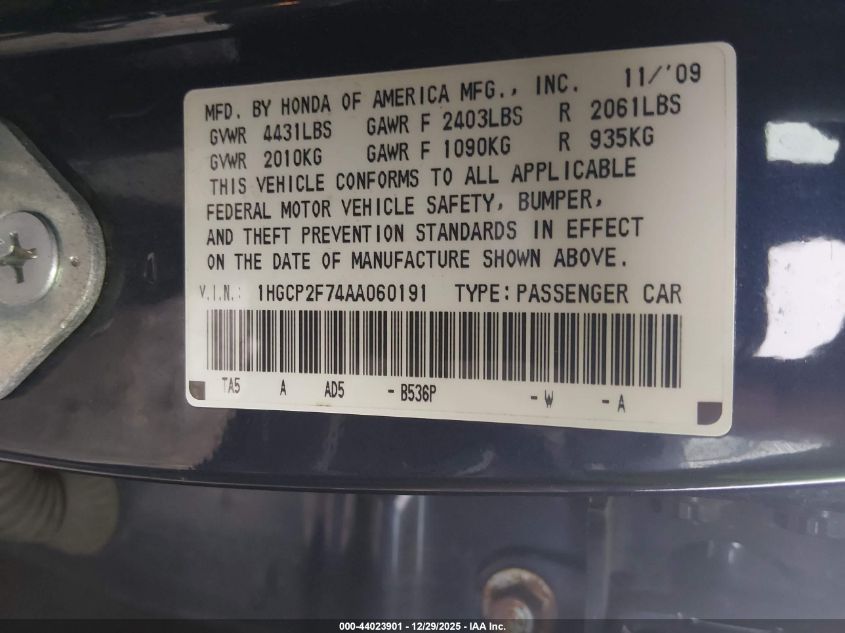 MFD. BY HONDA OF AMERICA MFG., INC. 11/'09
GVWR 4431LBS GAWR F 2403LBS R 2061LBS
GVWR 2010KG GAWR F 1090KG R 935KG
THIS VEHICLE CONFORMS TO ALL APPLICABLE
FEDERAL MOTOR VEHICLE SAFETY, BUMPER,
AND THEFT PREVENTION STANDARDS IN EFFECT
ON THE DATE OF MANUFACTURE SHOWN ABOVE.
V.I.N.: 1HGCP2F74AA060191 TYPE: PASSENGER CAR
TA5 A AD5 - B536P - W - A
000-44023901 - 12/29/2025 - IAA Inc.